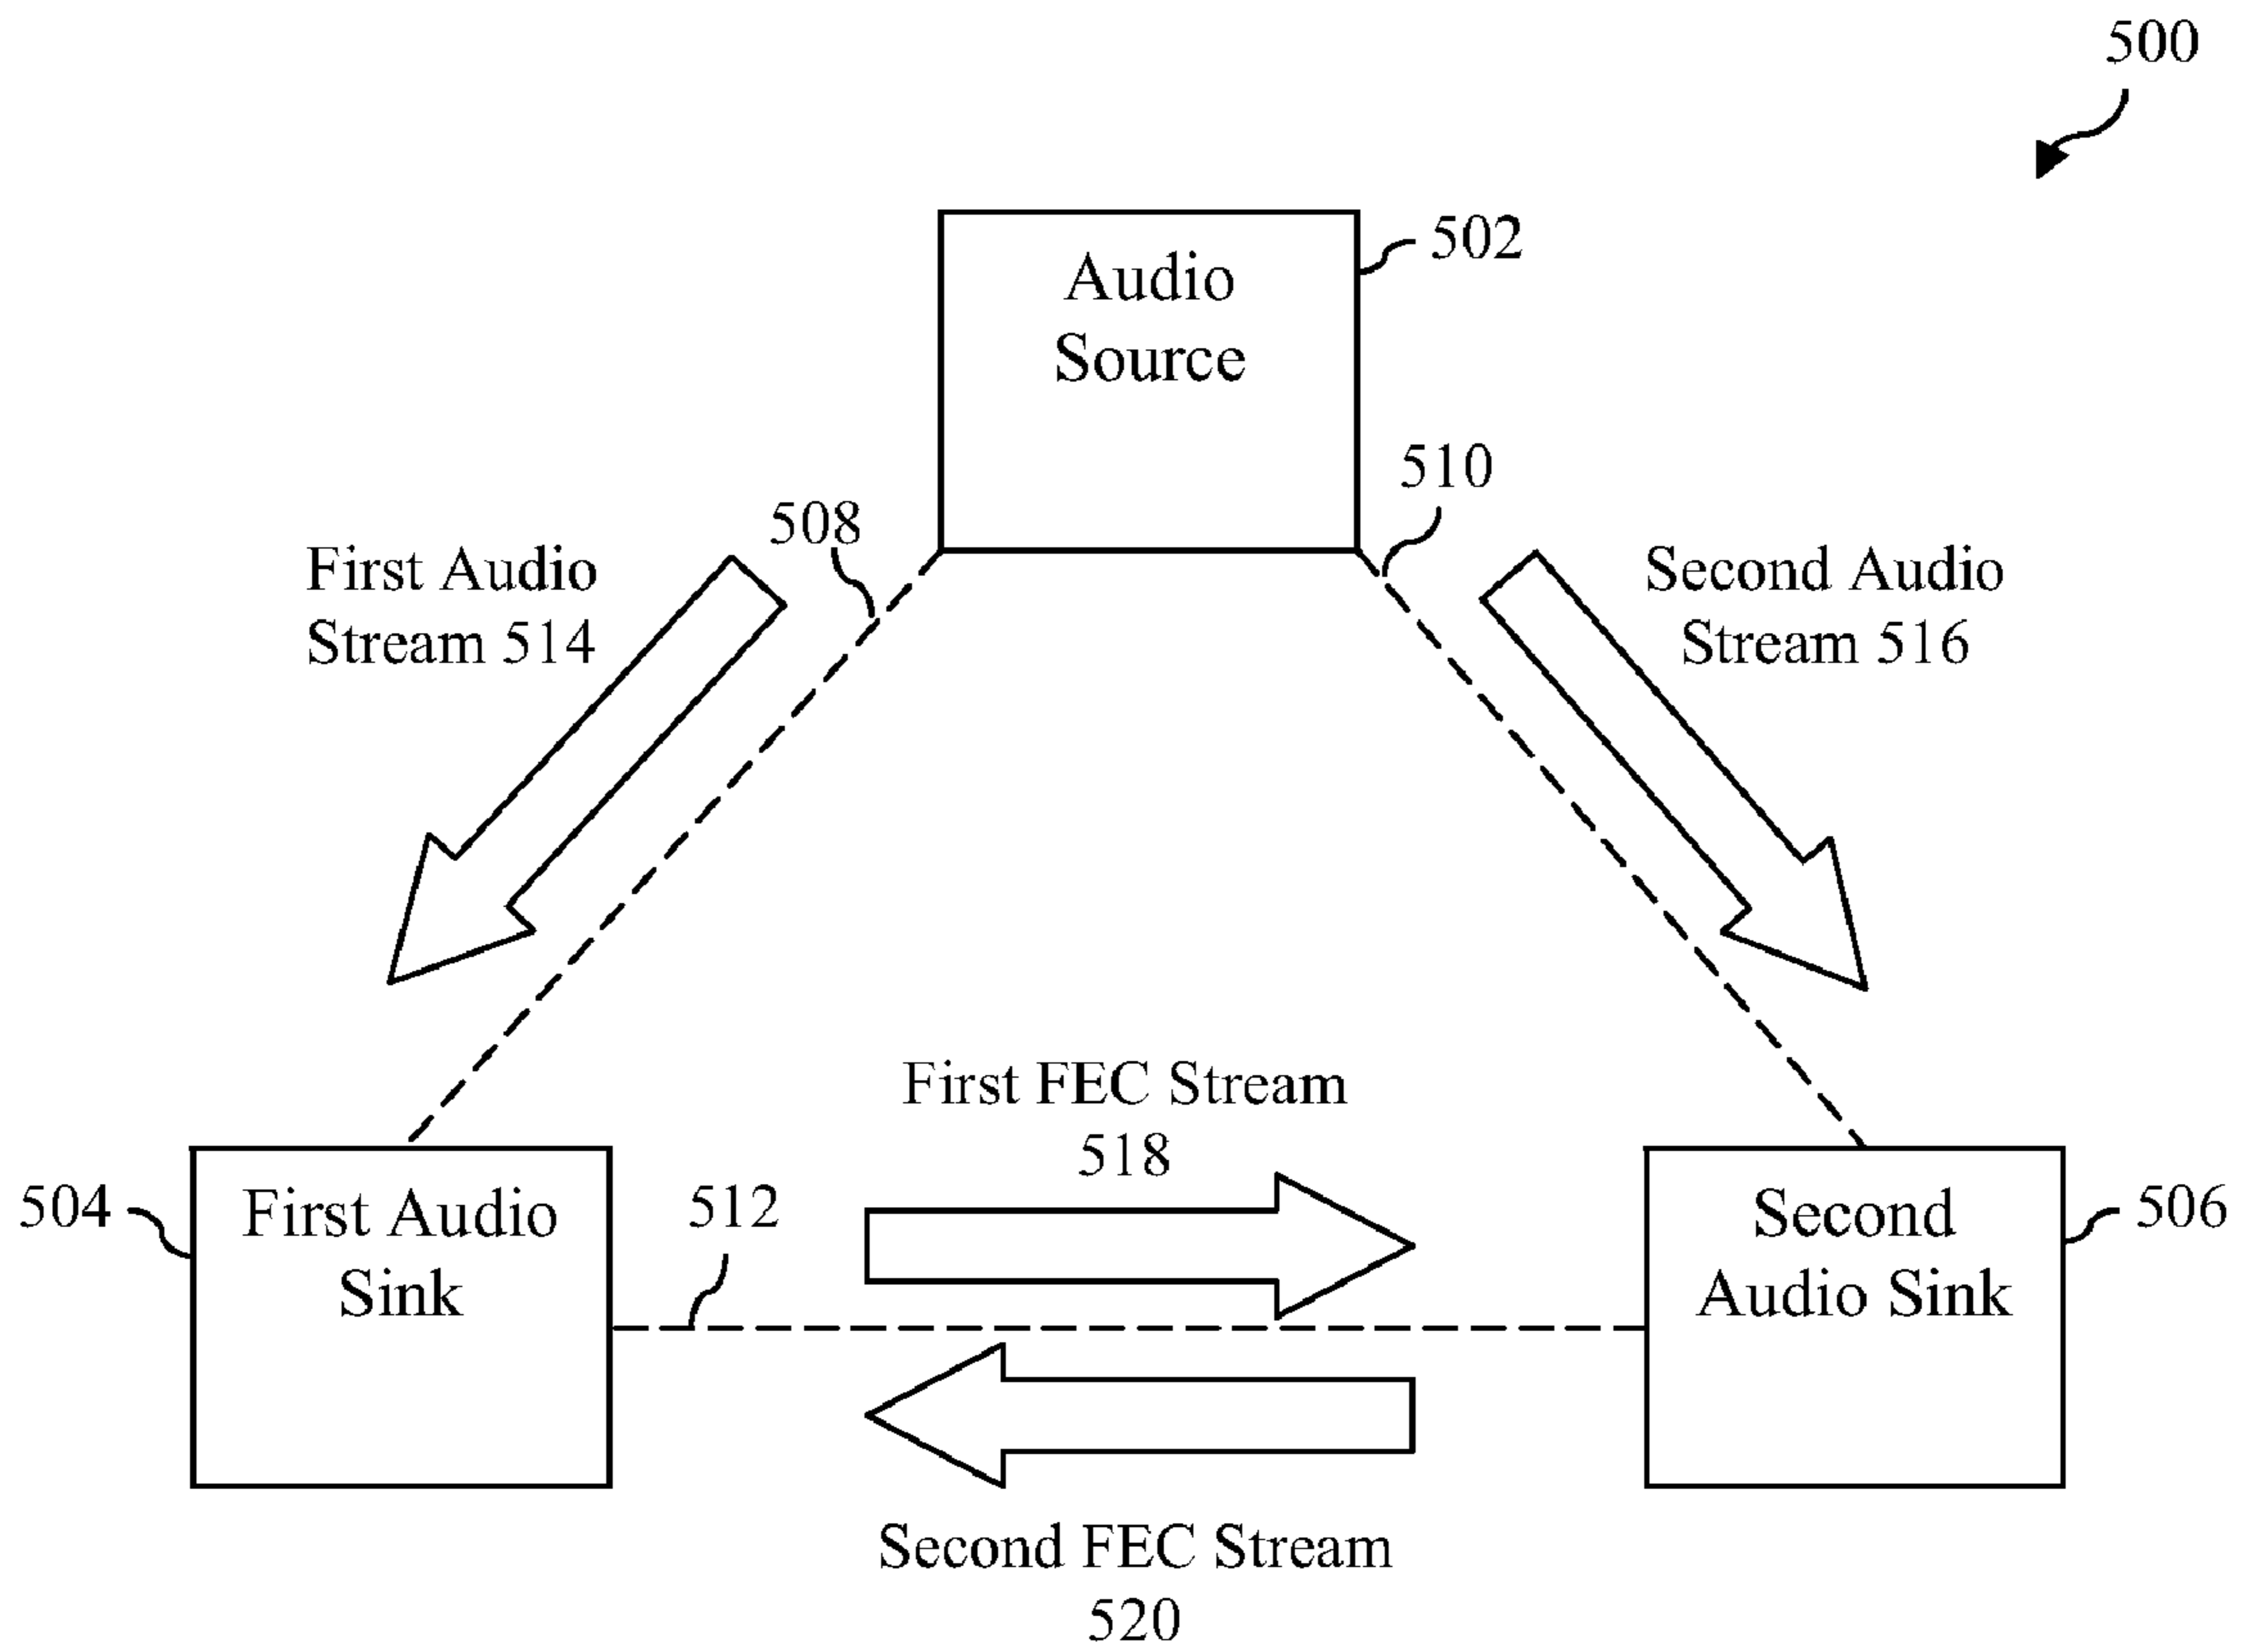 500
Audio
Source
502
510
508
First Audio
Stream 514
Second Audio
Stream 516
First FEC Stream
518
504
First Audio
Sink
512
Second
Audio Sink
506
Second FEC Stream
520